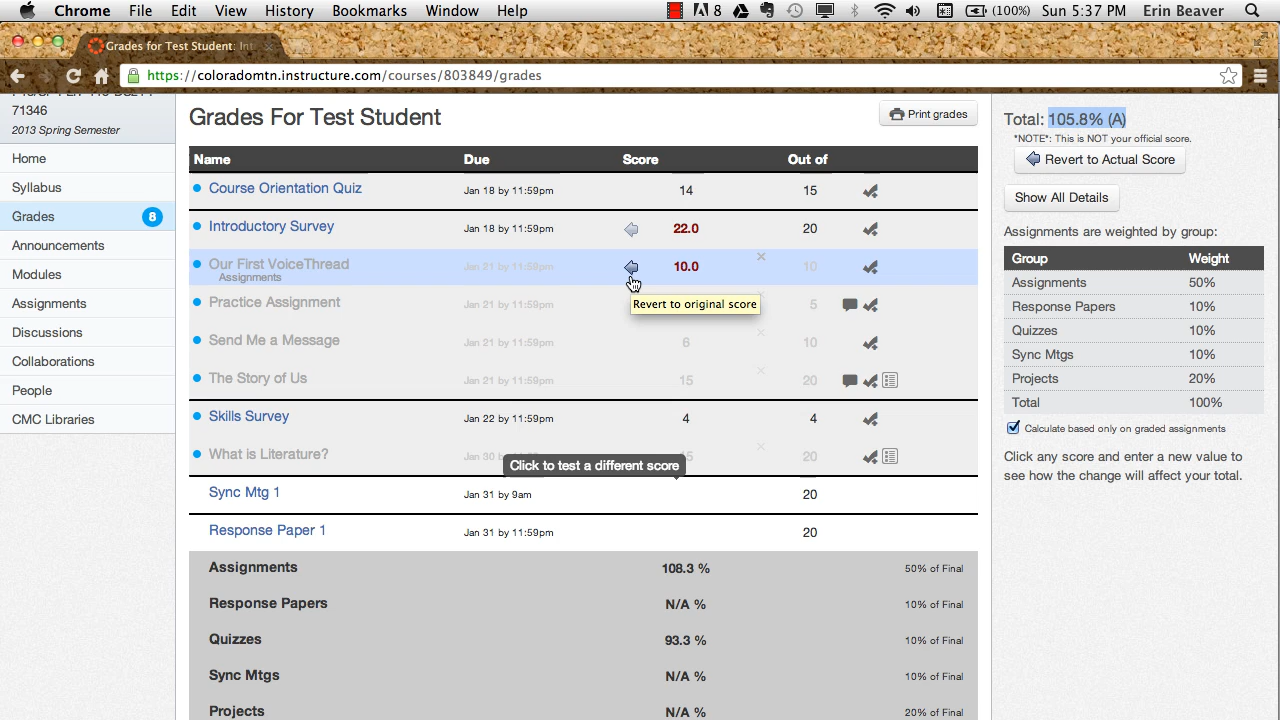 Chrome File Edit View History Bookmarks Window Help 8 (100%) Sun 5:37 PM Erin Beaver
Grades for Test Student: Int
https://coloradomtn.instructure.com/courses/803849/grades
71346
2013 Spring Semester
Home
Syllabus
Grades 8
Announcements
Modules
Assignments
Discussions
Collaborations
People
CMC Libraries
Grades For Test Student
Print grades
Name Due Score Out of
Course Orientation Quiz Jan 18 by 11:59pm 14 15
Introductory Survey Jan 18 by 11:59pm 22.0 20
Our First VoiceThread Jan 21 by 11:59pm 10.0 10
Assignments
Revert to original score
Practice Assignment Jan 21 by 11:59pm 5
Send Me a Message Jan 21 by 11:59pm 6 10
The Story of Us Jan 21 by 11:59pm 15 20
Skills Survey Jan 22 by 11:59pm 4 4
What is Literature? Jan 30 20
Click to test a different score
Sync Mtg 1 Jan 31 by 9am 20
Response Paper 1 Jan 31 by 11:59pm 20
Assignments 108.3 % 50% of Final
Response Papers N/A % 10% of Final
Quizzes 93.3 % 10% of Final
Sync Mtgs N/A % 10% of Final
Projects N/A % 20% of Final
Total: 105.8% (A)
*NOTE*: This is NOT your official score.
Revert to Actual Score
Show All Details
Assignments are weighted by group:
Group Weight
Assignments 50%
Response Papers 10%
Quizzes 10%
Sync Mtgs 10%
Projects 20%
Total 100%
Calculate based only on graded assignments
Click any score and enter a new value to
see how the change will affect your total.